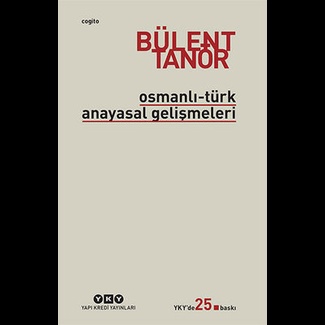 cogito
BÜLENT
TANÖR
osmanlı-türk
anayasal gelişmeleri
YKY
YAPI KREDİ YAYINLARI
YKY'de 25. baskı